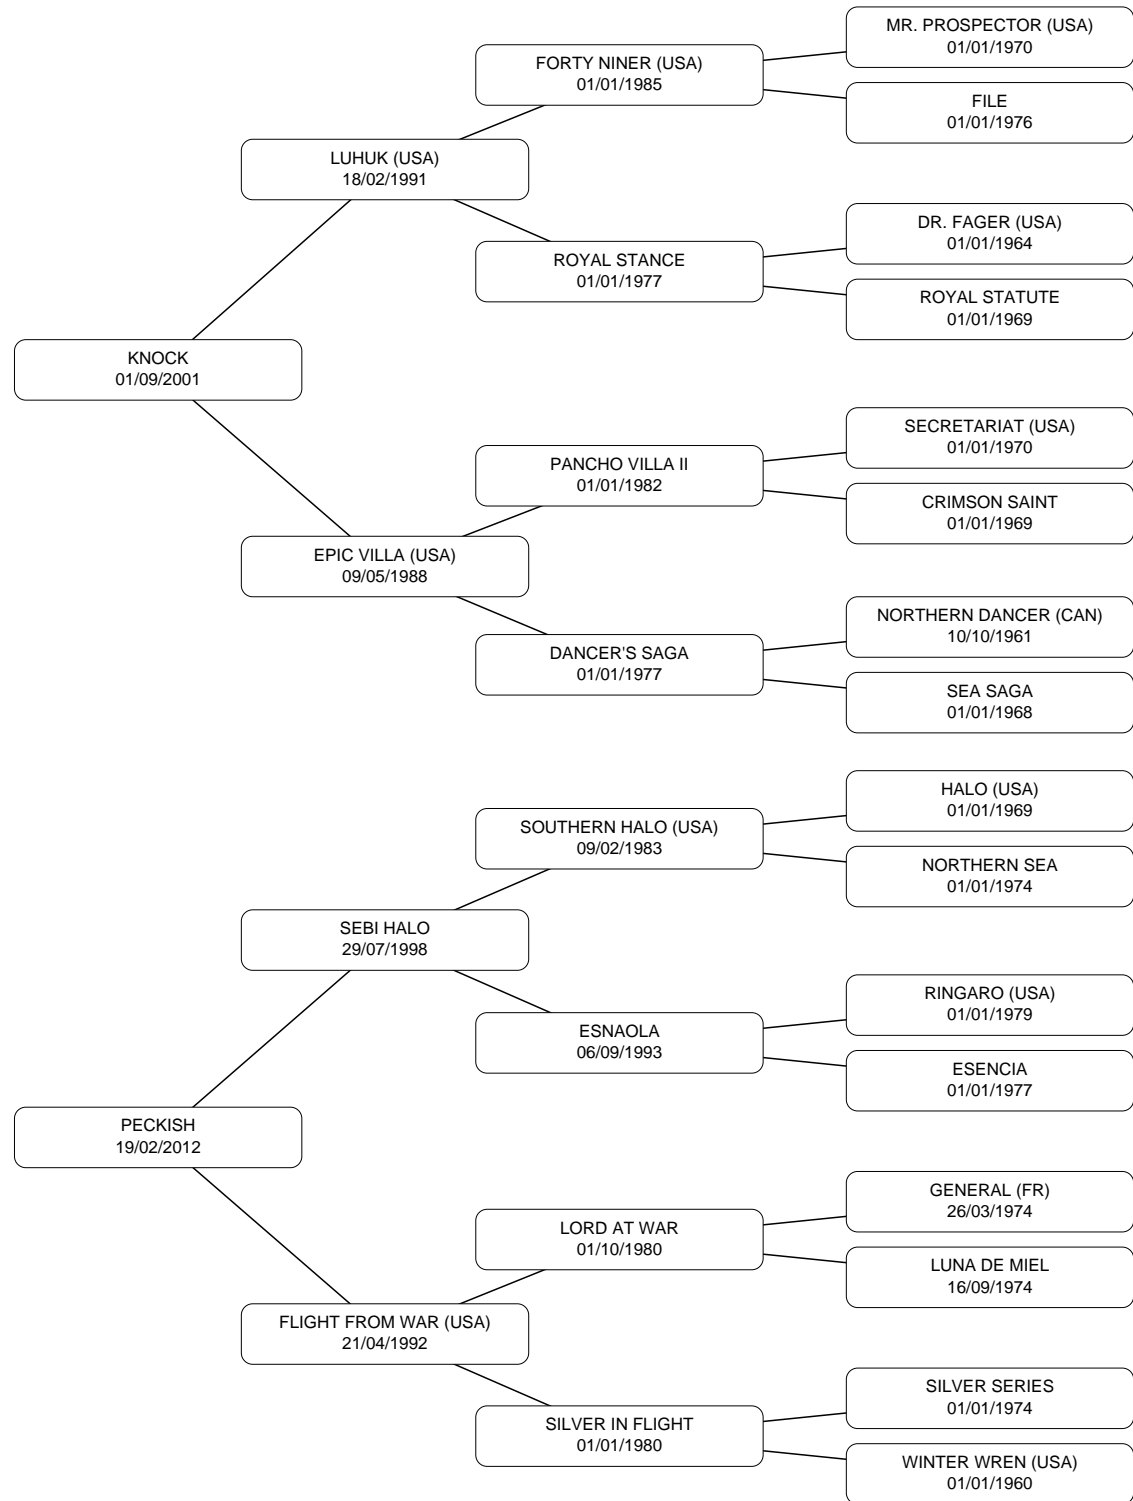 MR. PROSPECTOR (USA)
01/01/1970
FORTY NINER (USA)
01/01/1985
FILE
01/01/1976
LUHUK (USA)
18/02/1991
DR. FAGER (USA)
01/01/1964
ROYAL STANCE
01/01/1977
ROYAL STATUTE
01/01/1969
KNOCK
01/09/2001
SECRETARIAT (USA)
01/01/1970
PANCHO VILLA II
01/01/1982
CRIMSON SAINT
01/01/1969
EPIC VILLA (USA)
09/05/1988
NORTHERN DANCER (CAN)
10/10/1961
DANCER'S SAGA
01/01/1977
SEA SAGA
01/01/1968
HALO (USA)
01/01/1969
SOUTHERN HALO (USA)
09/02/1983
NORTHERN SEA
01/01/1974
SEBI HALO
29/07/1998
RINGARO (USA)
01/01/1979
ESNAOLA
06/09/1993
ESENCIA
01/01/1977
PECKISH
19/02/2012
GENERAL (FR)
26/03/1974
LORD AT WAR
01/10/1980
LUNA DE MIEL
16/09/1974
FLIGHT FROM WAR (USA)
21/04/1992
SILVER SERIES
01/01/1974
SILVER IN FLIGHT
01/01/1980
WINTER WREN (USA)
01/01/1960